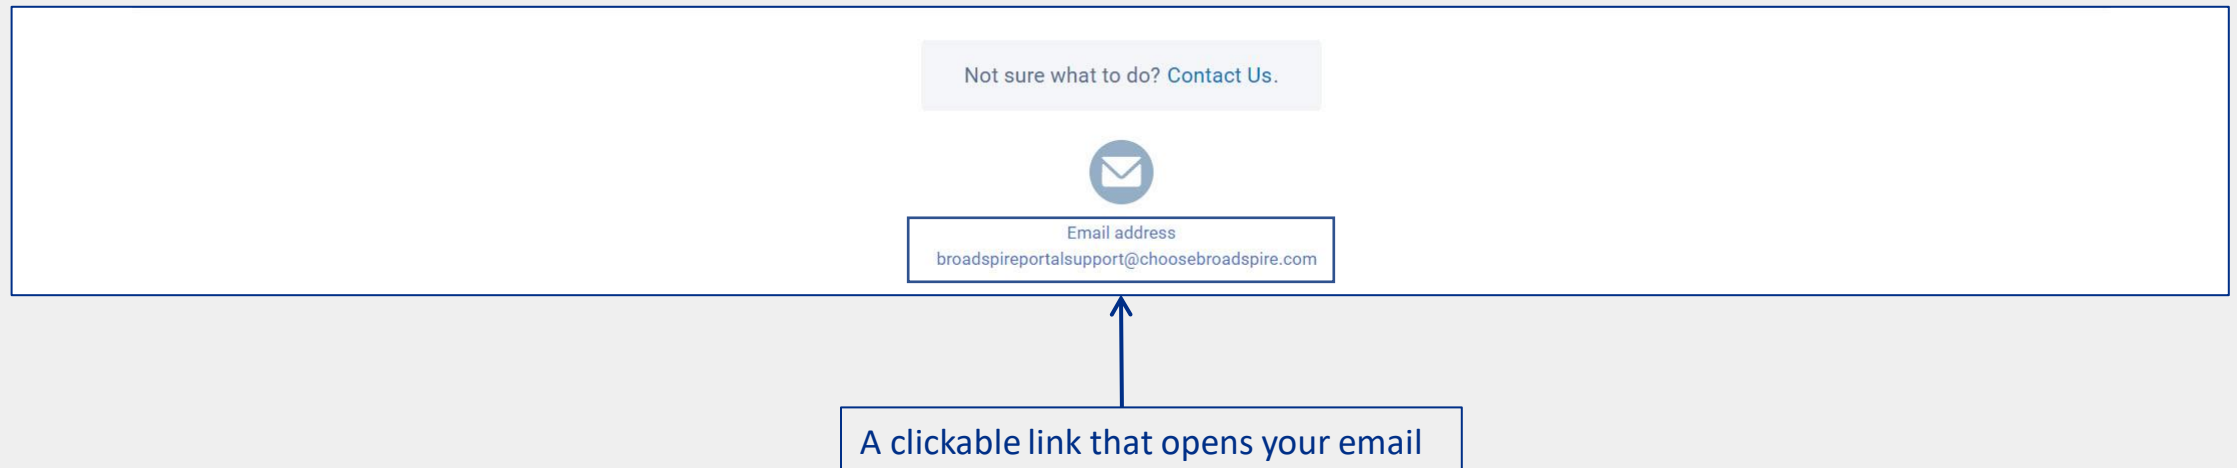 Not sure what to do? Contact Us.
Email address
broadspireportalsupport@choosebroadspire.com
A clickable link that opens your email